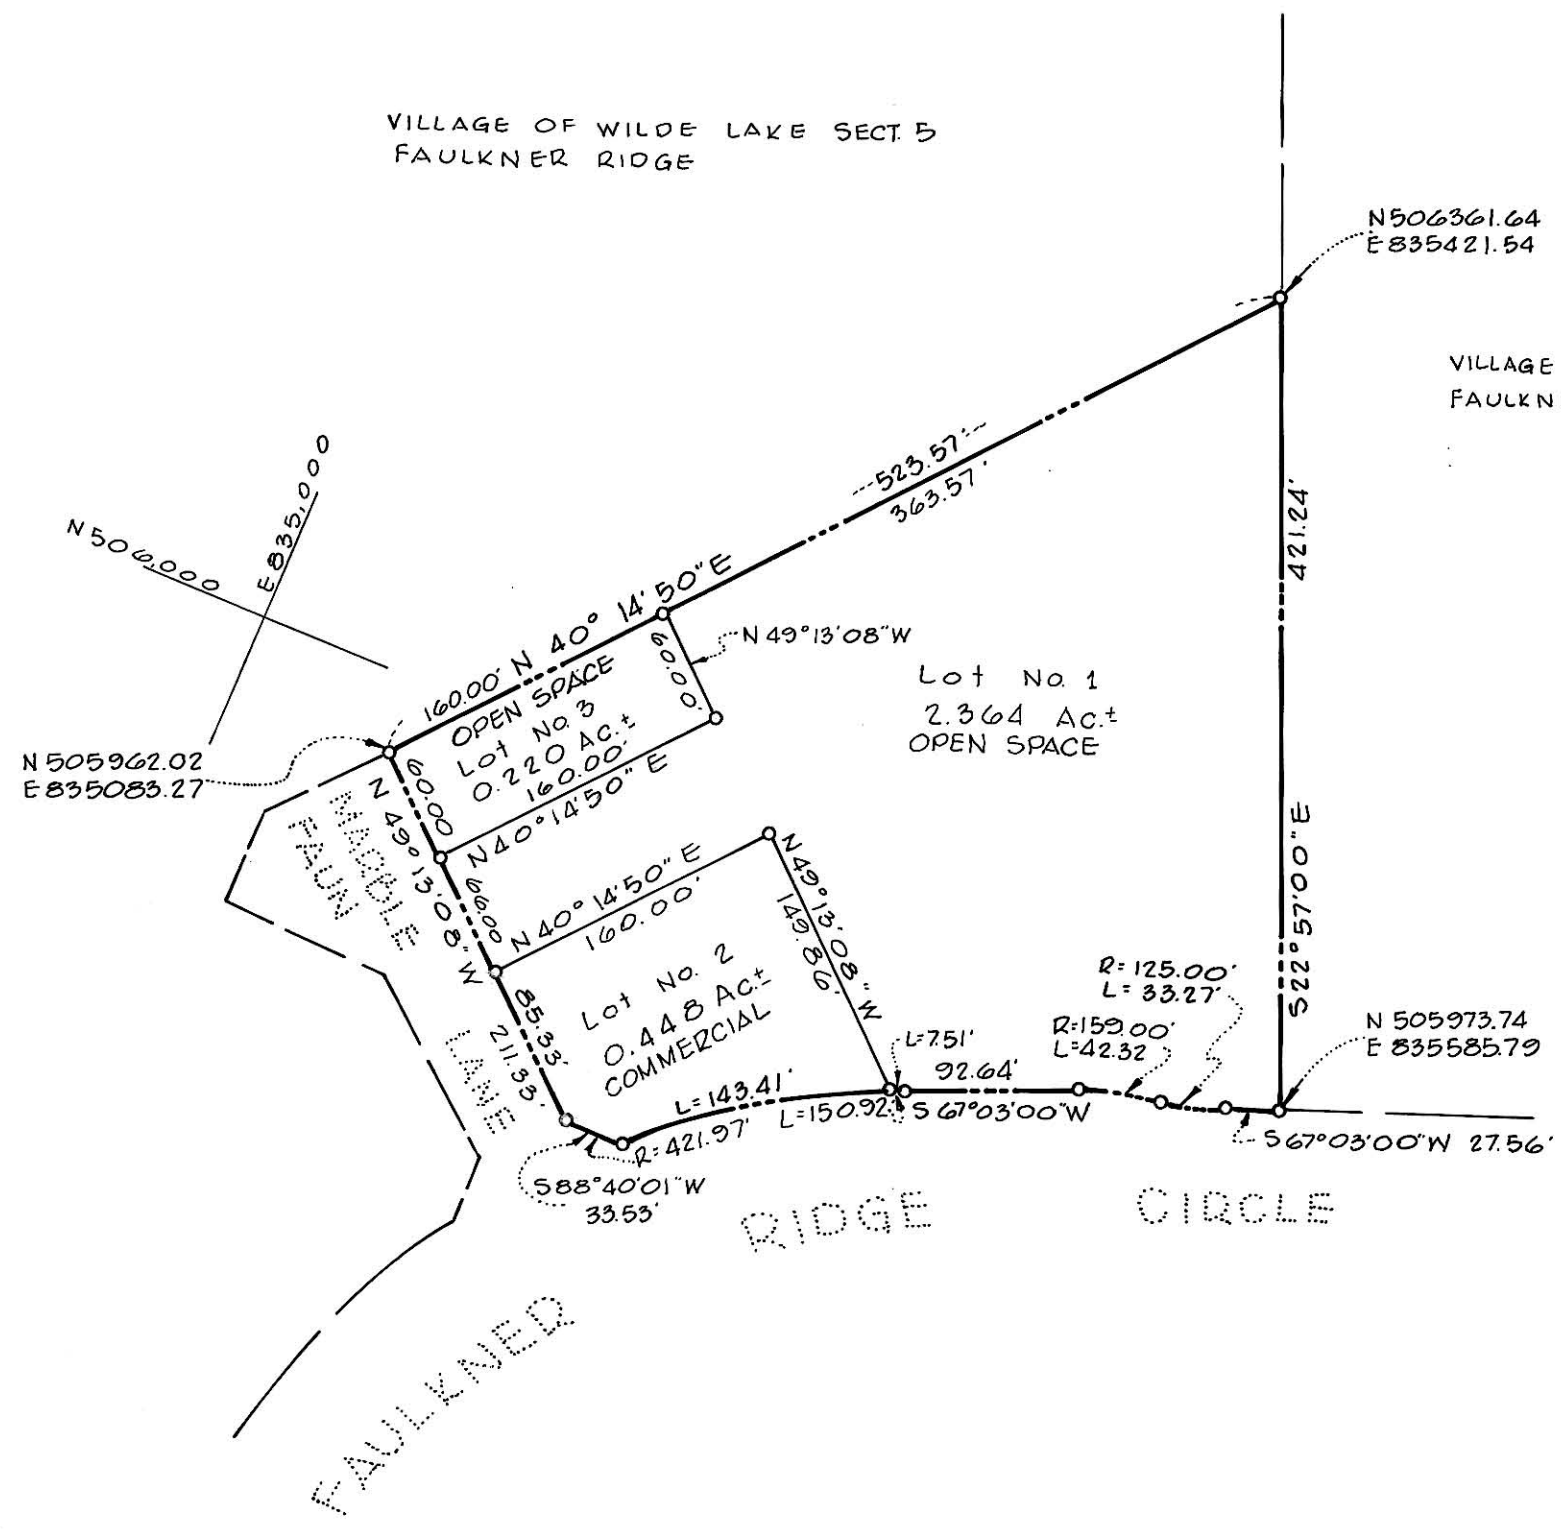 VILLAGE OF WILDE LAKE SECT. 5
FAULKNER RIDGE
N506361.64
E835421.54
VILLAGE
FAULKN
N 506,000
E 835,000
523.57'
363.57'
421.24'
S22°57'00"E
N 40° 14' 50" E
160.00'
60.00'
N 49°13'08"W
Lot No. 1
2.364 Ac.±
OPEN SPACE
OPEN SPACE
Lot No. 3
0.220 Ac.±
160.00'
N 40°14'50" E
N 505962.02
E 835083.27
60.00
N 49°13'08" W
66.00
MARBLE
FAUN
LANE
N 40° 14' 50" E
160.00'
N 49°13'08" W
149.86'
Lot No. 2
0.448 Ac.±
COMMERCIAL
85.33'
211.33'
R= 125.00'
L= 33.27'
R=159.00'
L=42.32
N 505973.74
E 835585.79
L=7.51'
92.64'
S 67°03'00"W
L=143.41'
L=150.92'
R=421.97'
S 67°03'00"W 27.56'
S88°40'01"W
33.53'
FAULKNER RIDGE CIRCLE